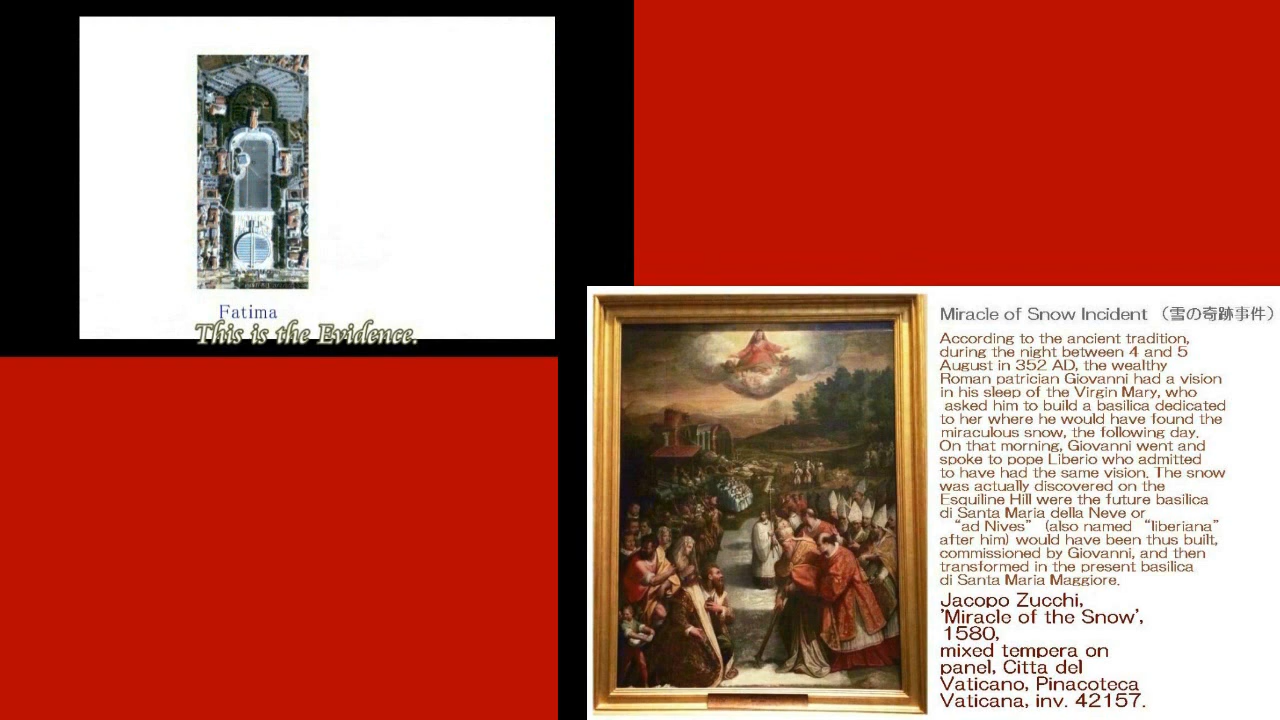 Fatima
This is the Evidence.
Miracle of Snow Incident （雪の奇跡事件）
According to the ancient tradition,
during the night between 4 and 5
August in 352 AD, the wealthy
Roman patrician Giovanni had a vision
in his sleep of the Virgin Mary, who
asked him to build a basilica dedicated
to her where he would have found the
miraculous snow, the following day.
On that morning, Giovanni went and
spoke to pope Liberio who admitted
to have had the same vision. The snow
was actually discovered on the
Esquiline Hill were the future basilica
di Santa Maria della Neve or
“ad Nives” (also named “liberiana”
after him) would have been thus built,
commissioned by Giovanni, and then
transformed in the present basilica
di Santa Maria Maggiore.
Jacopo Zucchi,
'Miracle of the Snow',
1580,
mixed tempera on
panel, Citta del
Vaticano, Pinacoteca
Vaticana, inv. 42157.